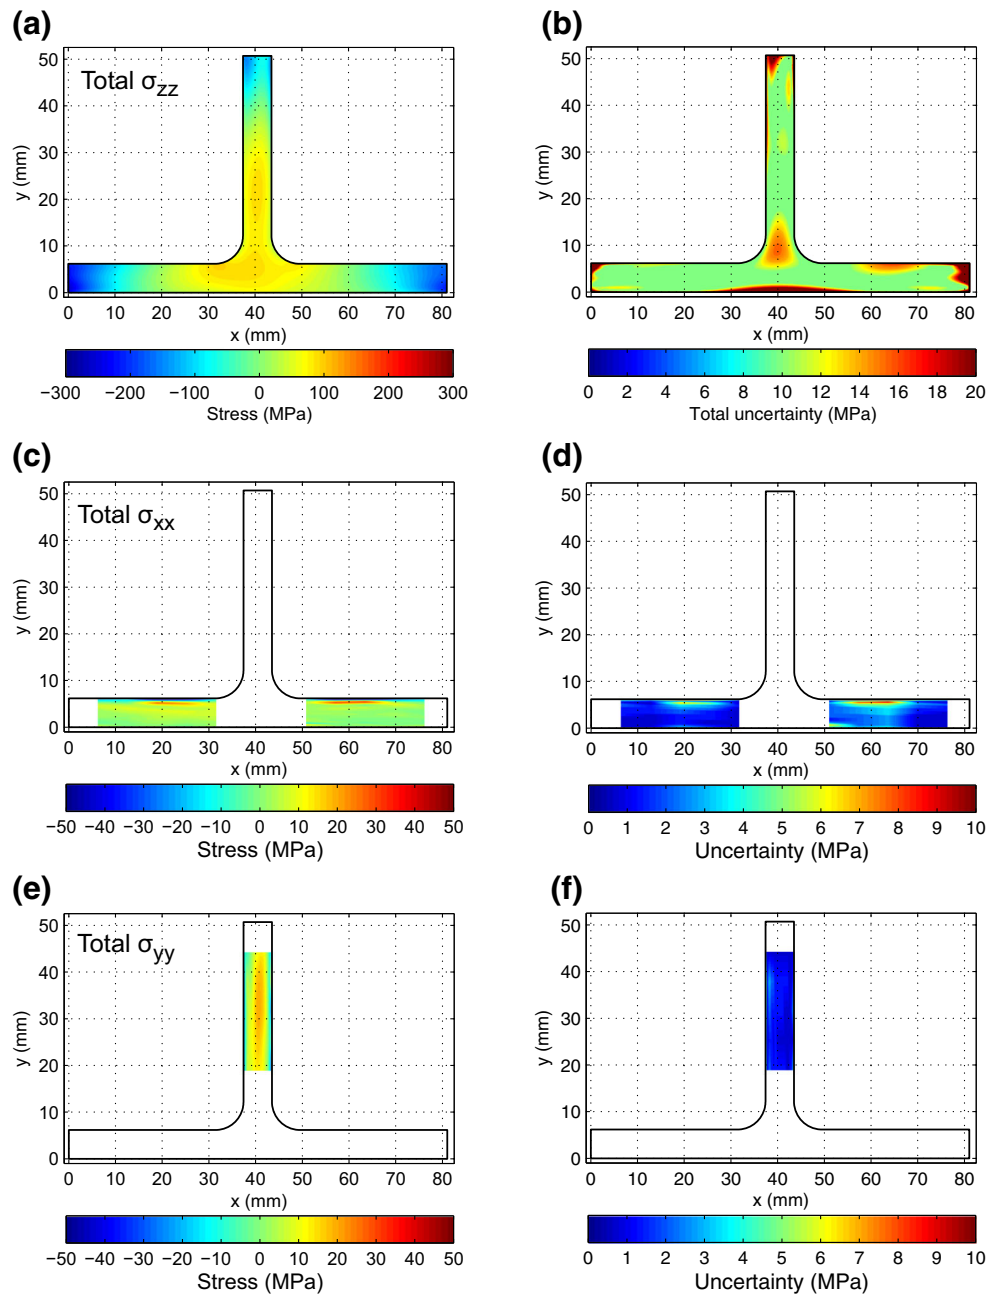 (a)
Total σzz
50
40
30
20
10
0
y (mm)
0 10 20 30 40 50 60 70 80
x (mm)
−300 −200 −100 0 100 200 300
Stress (MPa)
(b)
50
40
30
20
10
0
y (mm)
0 10 20 30 40 50 60 70 80
x (mm)
0 2 4 6 8 10 12 14 16 18 20
Total uncertainty (MPa)
(c)
Total σxx
50
40
30
20
10
0
y (mm)
0 10 20 30 40 50 60 70 80
x (mm)
−50 −40 −30 −20 −10 0 10 20 30 40 50
Stress (MPa)
(d)
50
40
30
20
10
0
y (mm)
0 10 20 30 40 50 60 70 80
x (mm)
0 1 2 3 4 5 6 7 8 9 10
Uncertainty (MPa)
(e)
Total σyy
50
40
30
20
10
0
y (mm)
0 10 20 30 40 50 60 70 80
x (mm)
−50 −40 −30 −20 −10 0 10 20 30 40 50
Stress (MPa)
(f)
50
40
30
20
10
0
y (mm)
0 10 20 30 40 50 60 70 80
x (mm)
0 1 2 3 4 5 6 7 8 9 10
Uncertainty (MPa)